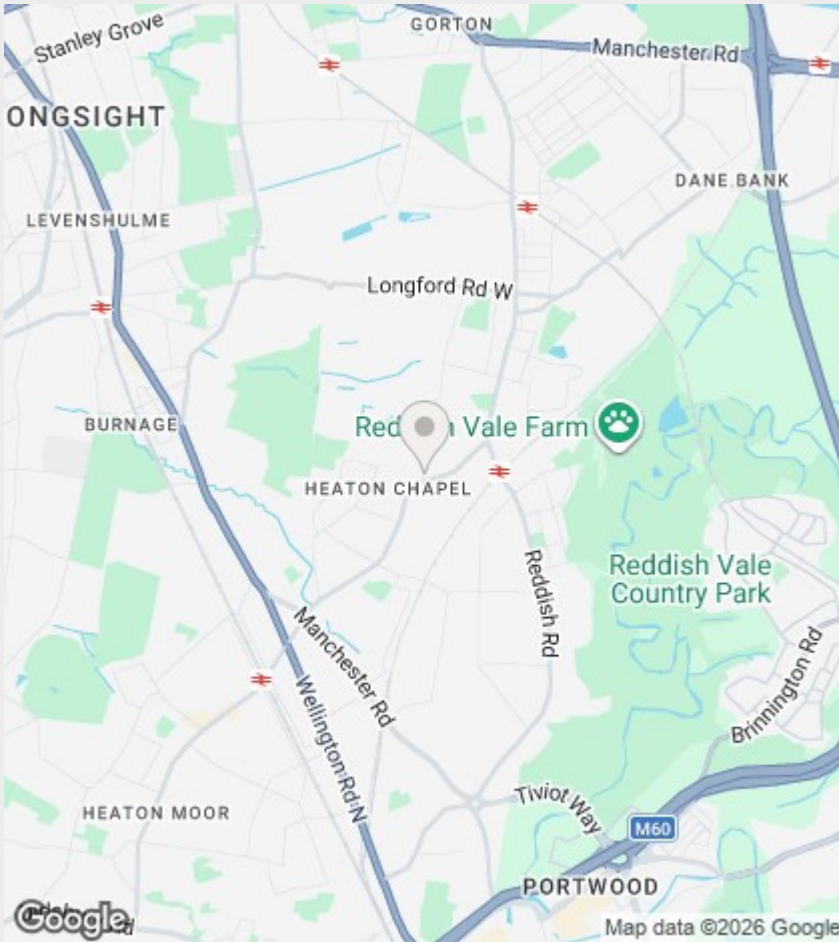 GORTON
Stanley Grove
Manchester Rd
ONGSIGHT
DANE BANK
LEVENSHULME
Longford Rd W
BURNAGE
Vale Farm
HEATON CHAPEL
Reddish Rd
Reddish Vale
Country Park
Manchester Rd
Brinnington Rd
Wellington Rd N
HEATON MOOR
Tiviot Way
M60
PORTWOOD
Google
Rd
Map data ©2026 Google